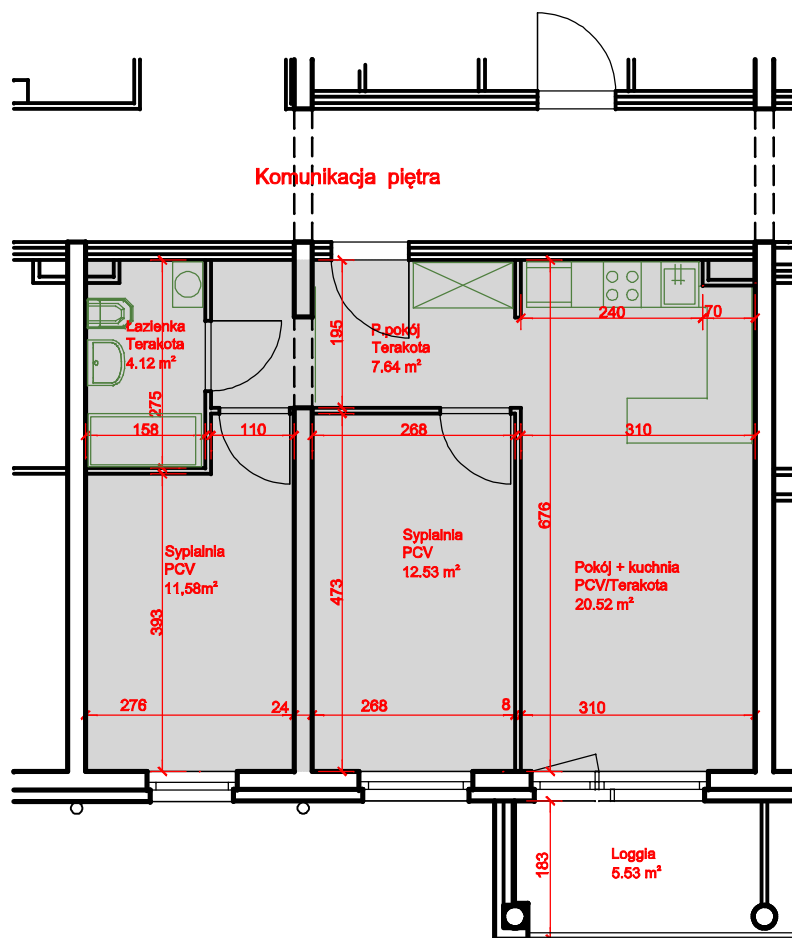 Komunikacja piętra
Łazienka
Terakota
4.12 m²
P.pokój
Terakota
7.64 m²
195
240
70
275
158
110
268
310
676
Sypialnia
PCV
11,58m²
Sypialnia
PCV
12.53 m²
Pokój + kuchnia
PCV/Terakota
20.52 m²
393
473
276
24
268
8
310
183
Loggia
5.53 m²